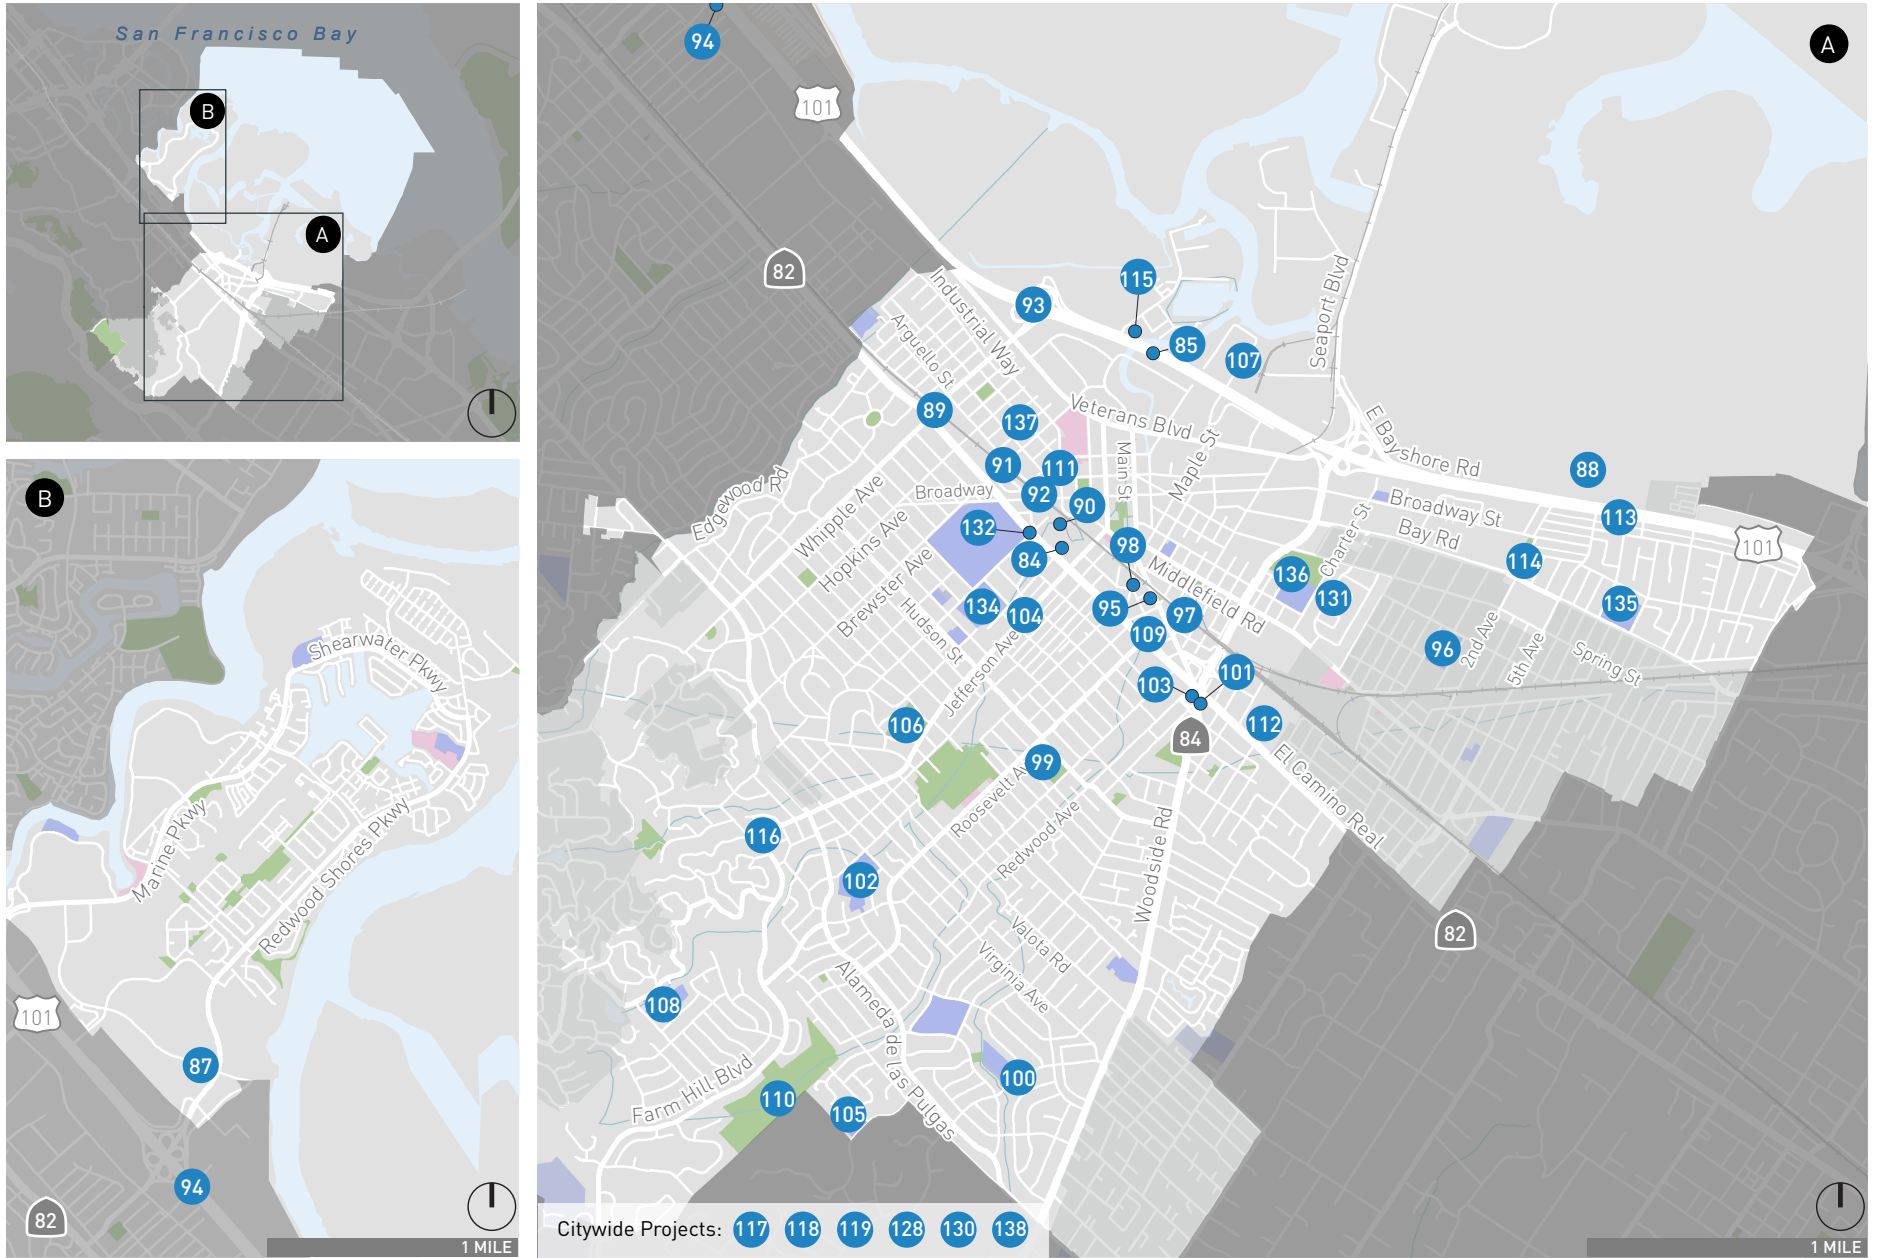 San Francisco Bay
B
A
B
Shearwater Pkwy
Marine Pkwy
Redwood Shores Pkwy
101
87
94
82
1 MILE
A
94
101
82
115
93
85
107
Industrial Way
Arguello St
Seaport Blvd
89
137
Veterans Blvd
Main St
Maple St
E Bayshore Rd
88
91
111
92
90
Broadway
Edgewood Rd
Whipple Ave
Hopkins Ave
Brewster Ave
132
84
98
Broadway St
Bay Rd
113
101
Charter St
114
Middlefield Rd
136
131
135
134
104
95
97
109
Hudson St
Jefferson Ave
96
2nd Ave
5th Ave
Spring St
103
101
106
84
112
99
El Camino Real
Roosevelt Av
Redwood Ave
Woodside Rd
116
102
82
Valota Rd
Virginia Ave
Alameda de las Pulgas
108
100
Farm Hill Blvd
110
105
Citywide Projects: 117 118 119 128 130 138
1 MILE